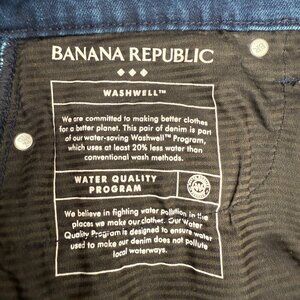 BANANA REPUBLIC
WASHWELL™
We are committed to making better clothes
for a better planet. This pair of denim is part
of our water-saving Washwell™ Program,
which uses at least 20% less water than
conventional wash methods.
WATER QUALITY
PROGRAM
We believe in fighting water pollution in the
places we make our clothes. Our Water
Quality Program is designed to ensure water
used to make our denim does not pollute
local waterways.